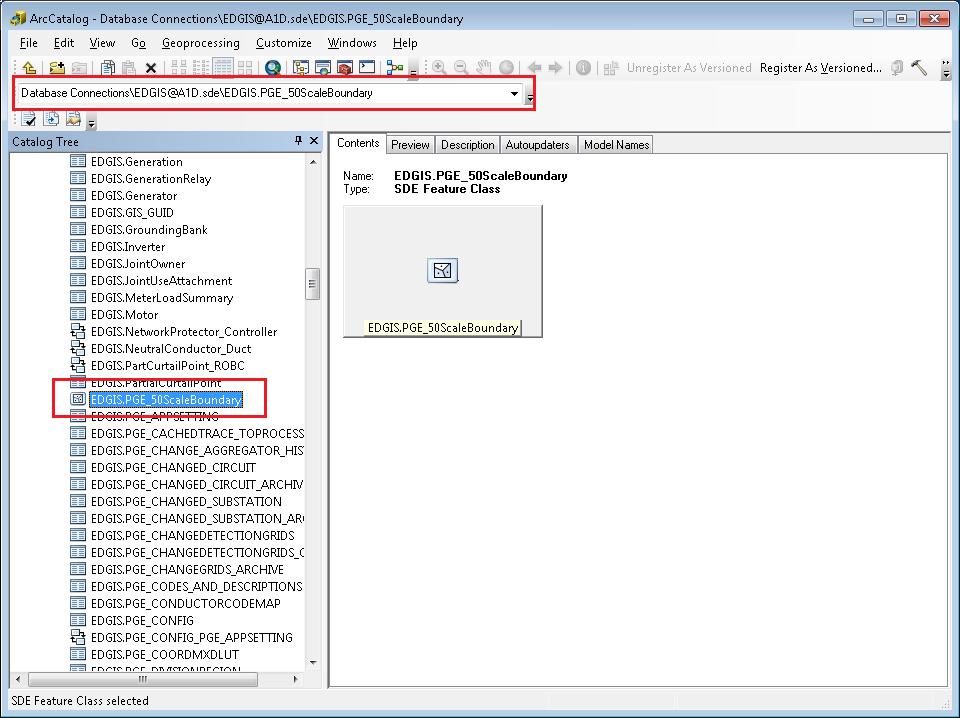 ArcCatalog - Database Connections\EDGIS@A1D.sde\EDGIS.PGE_50ScaleBoundary
File Edit View Go Geoprocessing Customize Windows Help
Unregister As Versioned Register As Versioned...
Database Connections\EDGIS@A1D.sde\EDGIS.PGE_50ScaleBoundary
Catalog Tree
EDGIS.Generation
EDGIS.GenerationRelay
EDGIS.Generator
EDGIS.GIS_GUID
EDGIS.GroundingBank
EDGIS.Inverter
EDGIS.JointOwner
EDGIS.JointUseAttachment
EDGIS.MeterLoadSummary
EDGIS.Motor
EDGIS.NetworkProtector_Controller
EDGIS.NeutralConductor_Duct
EDGIS.PartCurtailPoint_ROBC
EDGIS.PartialCurtailPoint
EDGIS.PGE_50ScaleBoundary
EDGIS.PGE_APPSETTING
EDGIS.PGE_CACHEDTRACE_TOPROCESS
EDGIS.PGE_CHANGE_AGGREGATOR_HIS
EDGIS.PGE_CHANGED_CIRCUIT
EDGIS.PGE_CHANGED_CIRCUIT_ARCHIV
EDGIS.PGE_CHANGED_SUBSTATION
EDGIS.PGE_CHANGED_SUBSTATION_ARC
EDGIS.PGE_CHANGEDETECTIONGRIDS
EDGIS.PGE_CHANGEDETECTIONGRIDS_C
EDGIS.PGE_CHANGEGRIDS_ARCHIVE
EDGIS.PGE_CODES_AND_DESCRIPTIONS
EDGIS.PGE_CONDUCTORCODEMAP
EDGIS.PGE_CONFIG
EDGIS.PGE_CONFIG_PGE_APPSETTING
EDGIS.PGE_COORDMXDLUT
EDGIS.PGE_DIVISIONREGION
Contents Preview Description Autoupdaters Model Names
Name: EDGIS.PGE_50ScaleBoundary
Type: SDE Feature Class
EDGIS.PGE_50ScaleBoundary
SDE Feature Class selected